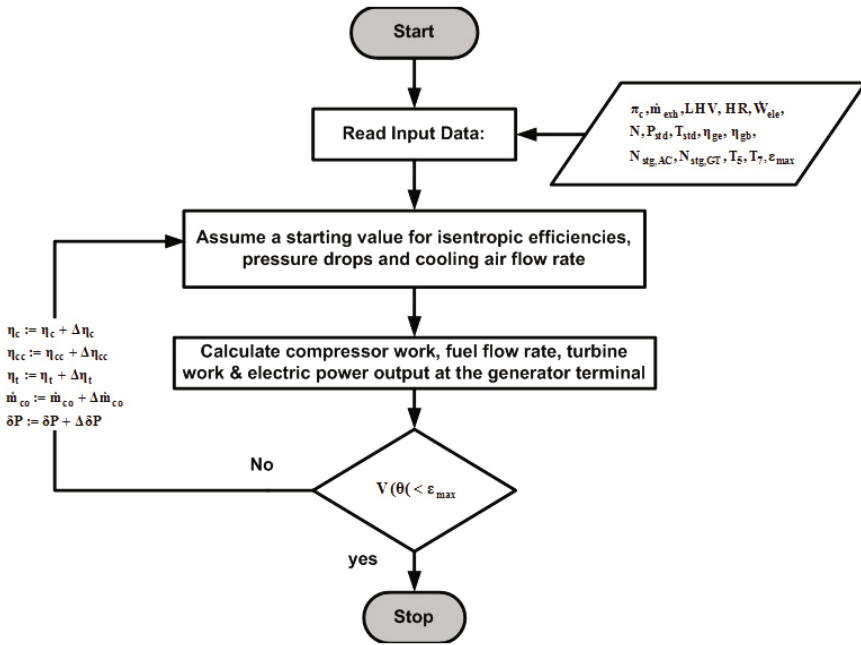 Start
Read Input Data:
π_c, ṁ_exh, LHV, HR, Ẇ_ele,
N, P_std, T_std, η_ge, η_gb,
N_stg,AC, N_stg,GT, T_5, T_7, ε_max
Assume a starting value for isentropic efficiencies,
pressure drops and cooling air flow rate
η_c := η_c + Δη_c
η_cc := η_cc + Δη_cc
η_t := η_t + Δη_t
ṁ_co := ṁ_co + Δṁ_co
δP := δP + ΔδP
Calculate compressor work, fuel flow rate, turbine
work & electric power output at the generator terminal
No
V(θ( < ε_max
yes
Stop